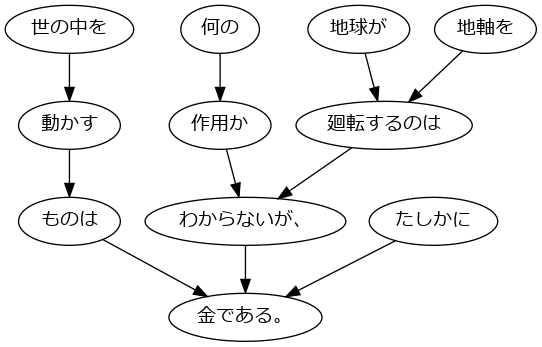 世の中を
何の
地球が
地軸を
動かす
作用か
廻転するのは
ものは
わからないが、
たしかに
金である。